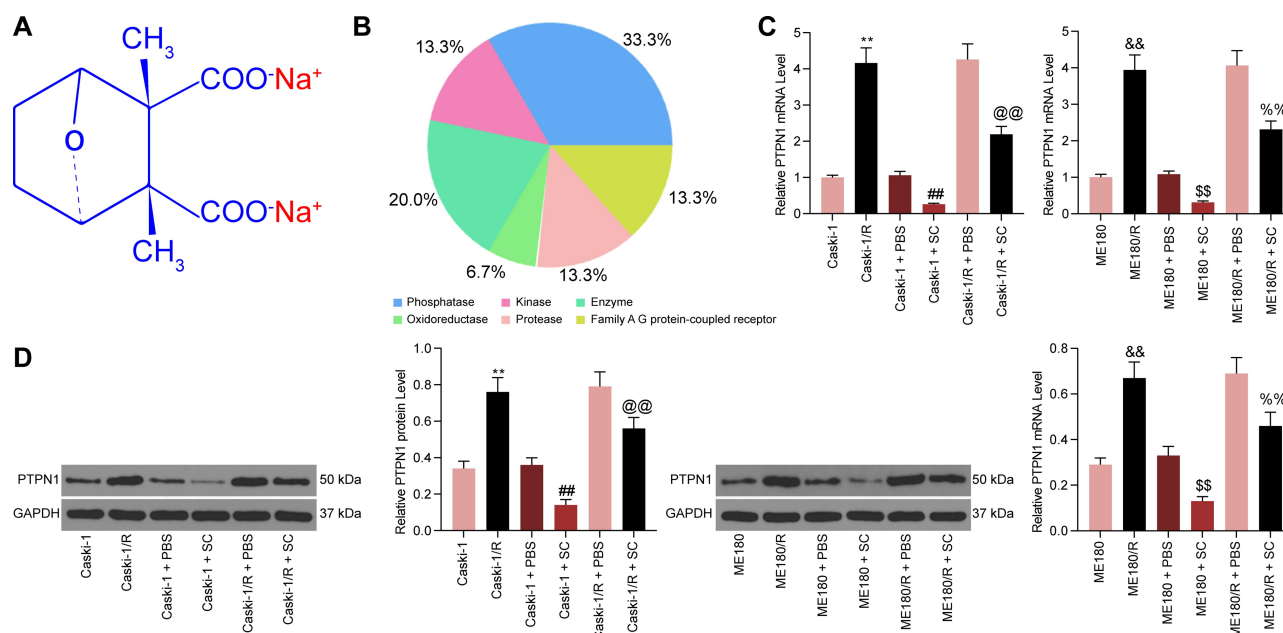 A
CH3
COO-Na+
O
COO-Na+
CH3
B
13.3%
33.3%
20.0%
13.3%
6.7%
13.3%
Phosphatase
Kinase
Enzyme
Oxidoreductase
Protease
Family A G protein-coupled receptor
C
Relative PTPN1 mRNA Level
5
4
3
2
1
0
**
##
@@
Caski-1
Caski-1/R
Caski-1 + PBS
Caski-1 + SC
Caski-1/R + PBS
Caski-1/R + SC
Relative PTPN1 mRNA Level
5
4
3
2
1
0
&&
$$
%%
ME180
ME180/R
ME180 + PBS
ME180 + SC
ME180/R + PBS
ME180/R + SC
D
PTPN1
50 kDa
GAPDH
37 kDa
Caski-1
Caski-1/R
Caski-1 + PBS
Caski-1 + SC
Caski-1/R + PBS
Caski-1/R + SC
Relative PTPN1 protein Level
1.0
0.8
0.6
0.4
0.2
0.0
**
##
@@
Caski-1
Caski-1/R
Caski-1 + PBS
Caski-1 + SC
Caski-1/R + PBS
Caski-1/R + SC
PTPN1
50 kDa
GAPDH
37 kDa
ME180
ME180/R
ME180 + PBS
ME180 + SC
ME180/R + PBS
ME180/R + SC
Relative PTPN1 mRNA Level
0.8
0.6
0.4
0.2
0.0
&&
$$
%%
ME180
ME180/R
ME180 + PBS
ME180 + SC
ME180/R + PBS
ME180/R + SC